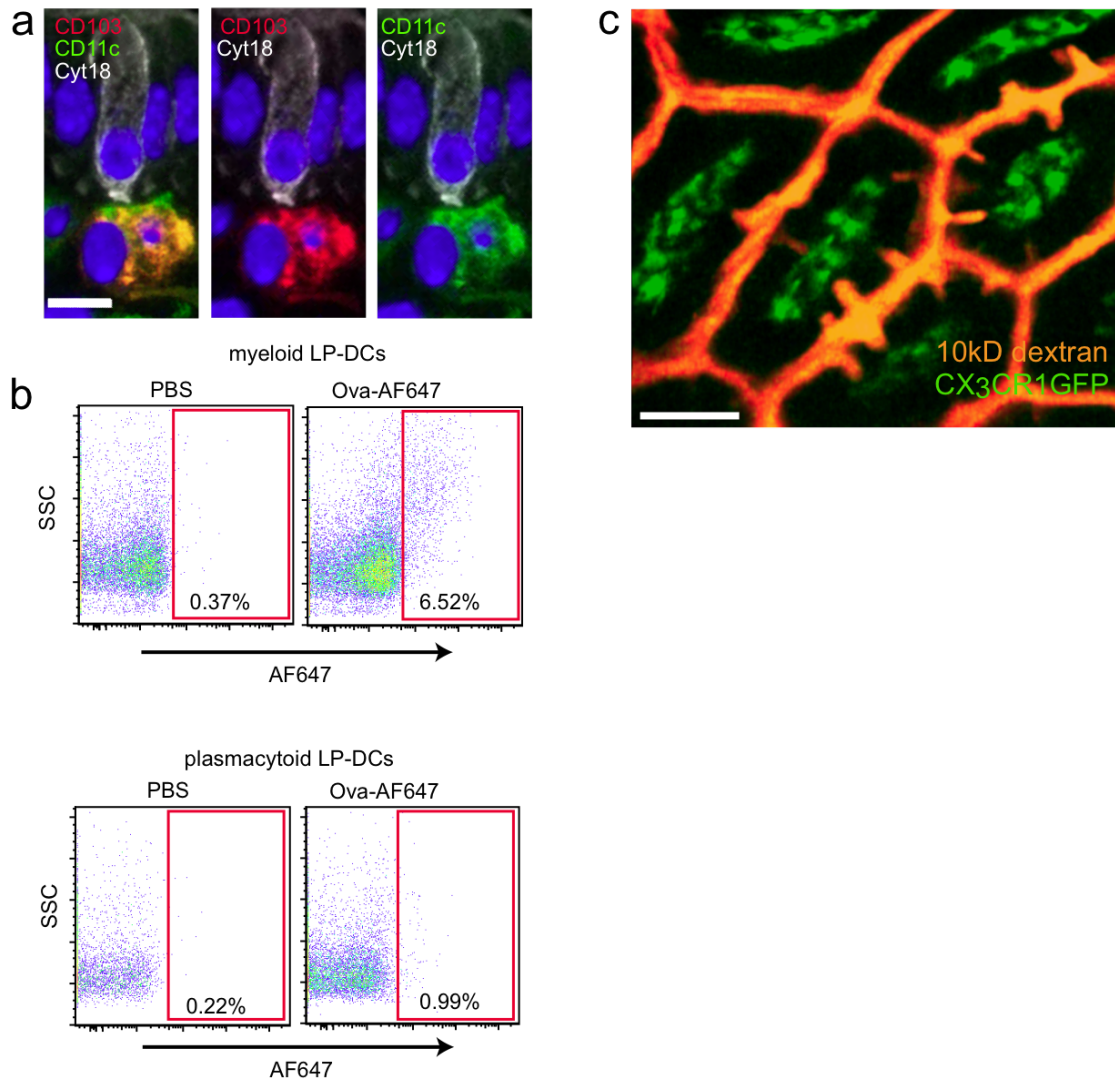 a
CD103
CD11c
Cyt18
CD103
Cyt18
CD11c
Cyt18
myeloid LP-DCs
b
PBS
Ova-AF647
SSC
0.37%
6.52%
AF647
plasmacytoid LP-DCs
PBS
Ova-AF647
SSC
0.22%
0.99%
AF647
c
10kD dextran
CX3CR1GFP